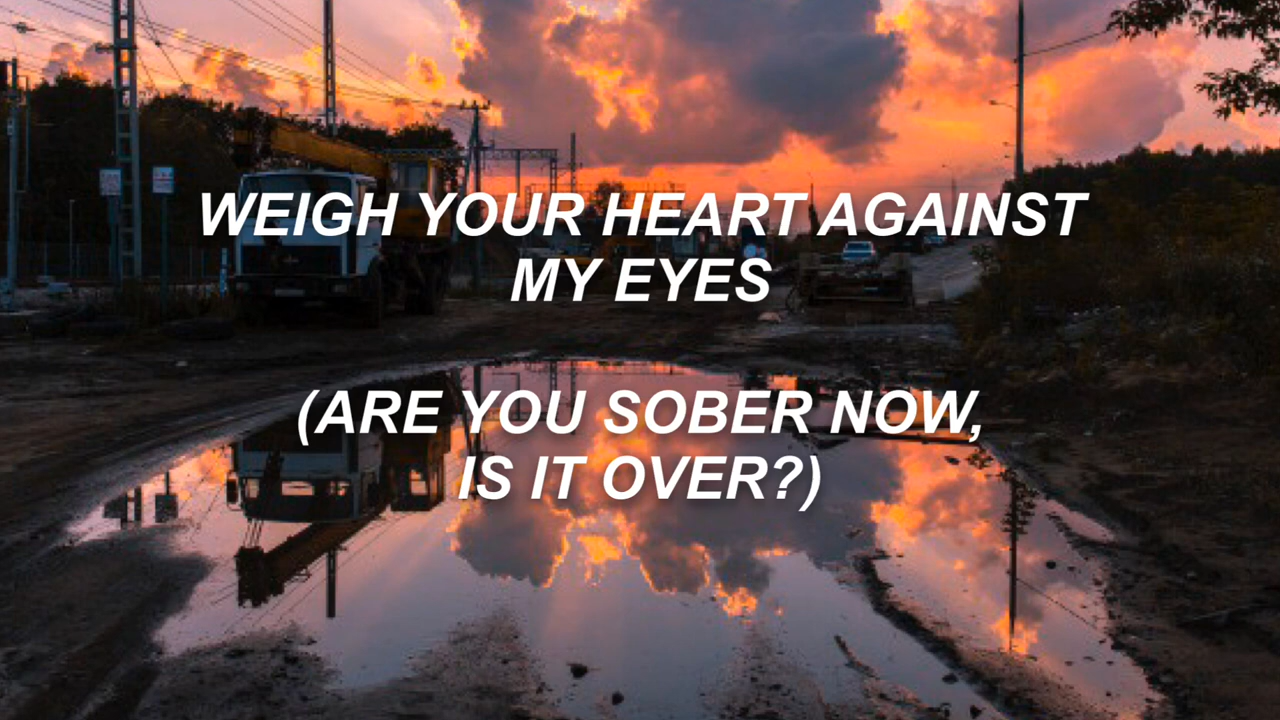 WEIGH YOUR HEART AGAINST
MY EYES
(ARE YOU SOBER NOW,
IS IT OVER?)